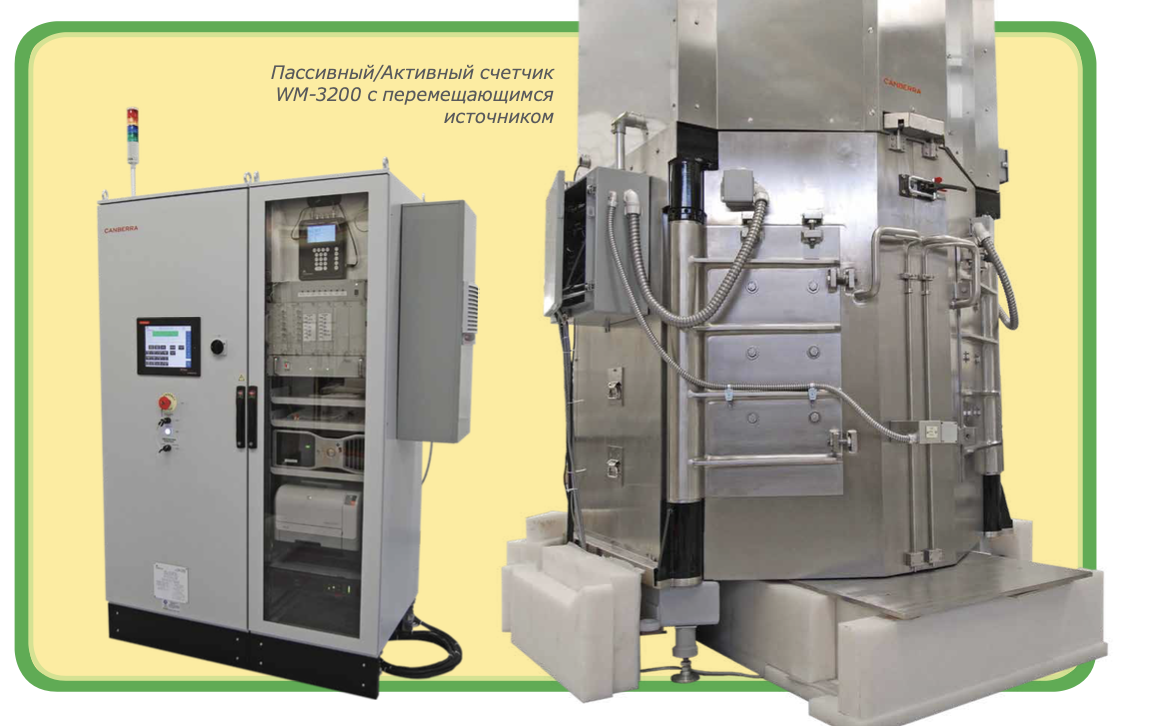 Пассивный/Активный счетчик
WM-3200 с перемещающимся
источником
CANBERRA
CANBERRA